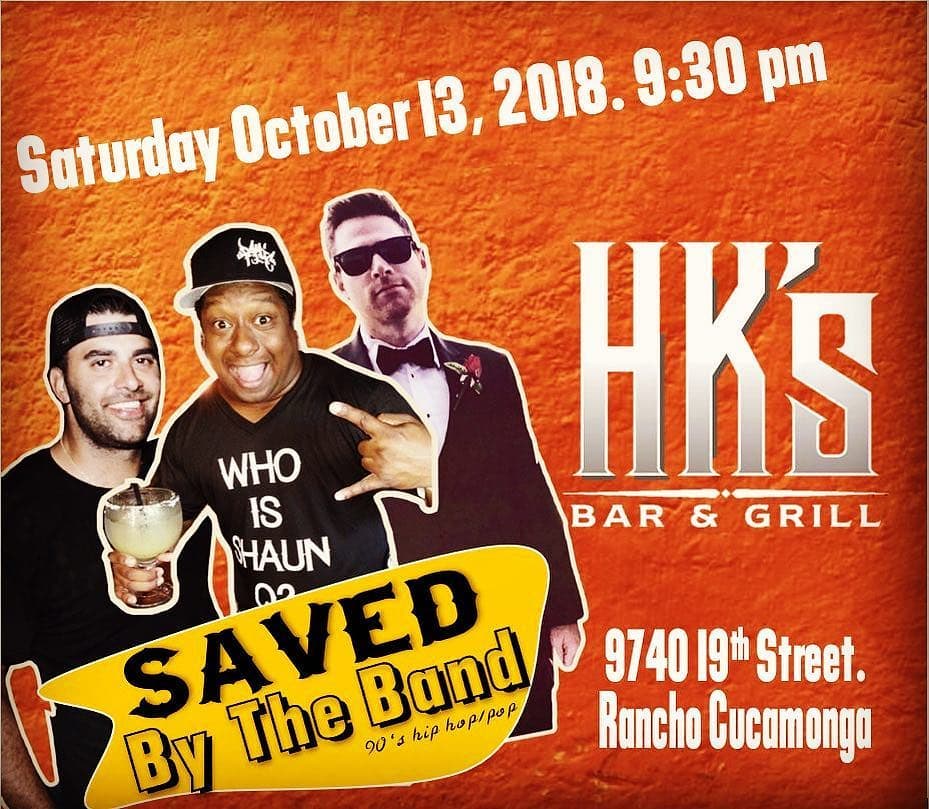 Saturday October 13, 2018. 9:30 pm
HK's
BAR & GRILL
WHO
IS
SHAUN
SAVED
By The Band
90's hip hop/pop
9740 19th Street.
Rancho Cucamonga